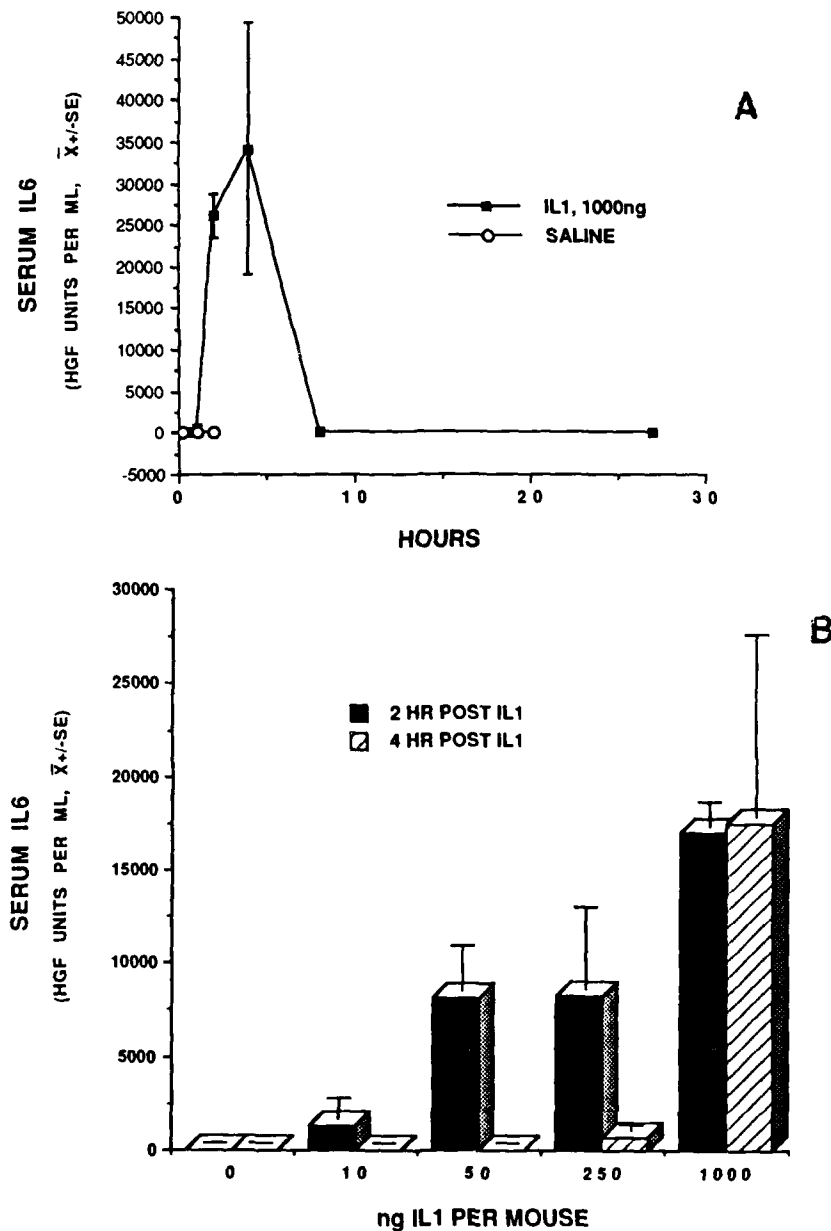 50000
45000
40000
35000
30000
25000
20000
15000
10000
5000
0
-5000
SERUM IL6
(HGF UNITS PER ML, X̄+/-SE)
A
IL1, 1000ng
SALINE
0 10 20 30
HOURS
30000
25000
20000
15000
10000
5000
0
SERUM IL6
(HGF UNITS PER ML, X̄+/-SE)
B
2 HR POST IL1
4 HR POST IL1
0 10 50 250 1000
ng IL1 PER MOUSE